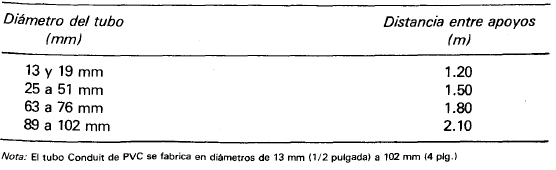 Diámetro del tubo Distancia entre apoyos
(mm) (m)
13 y 19 mm 1.20
25 a 51 mm 1.50
63 a 76 mm 1.80
89 a 102 mm 2.10
Nota: El tubo Conduit de PVC se fabrica en diámetros de 13 mm (1/2 pulgada) a 102 mm (4 plg.)